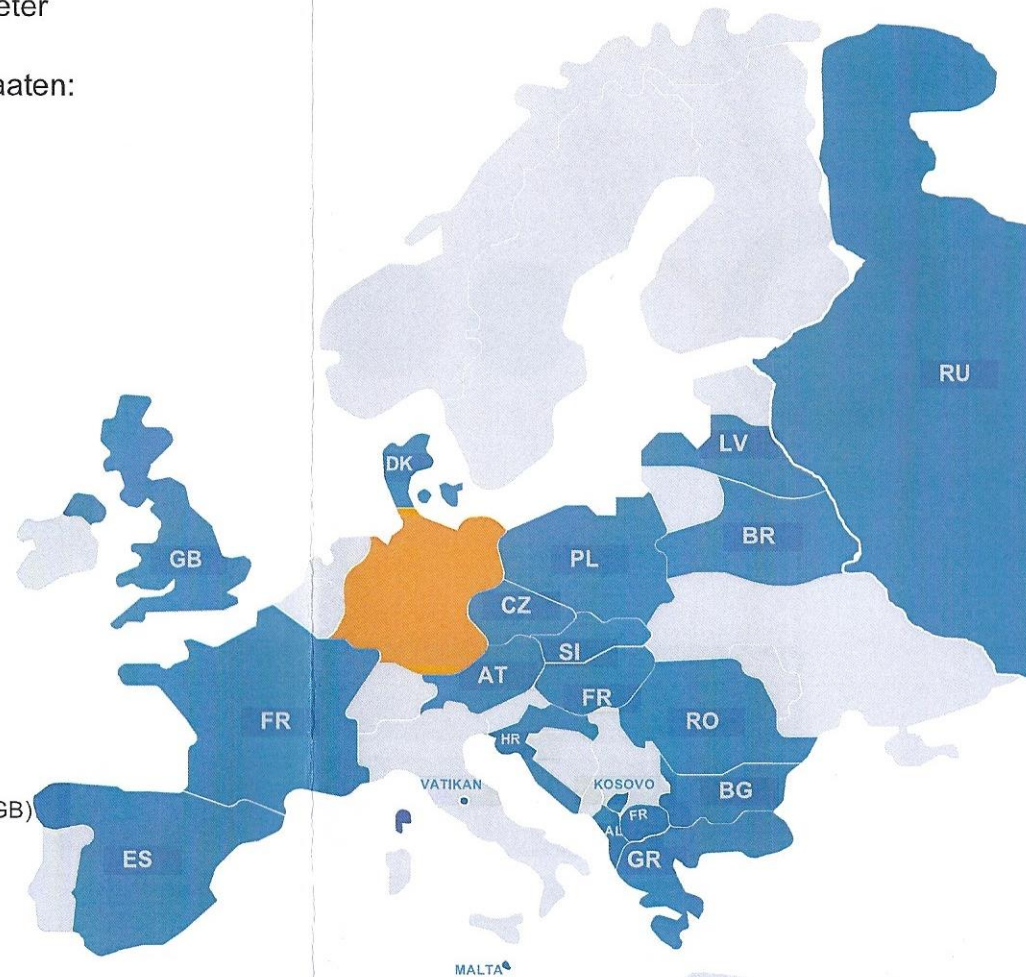 eter
aaten:
RU
LV
DK
BR
GB
PL
CZ
SI
AT
FR
FR
RO
HR
VATIKAN
KOSOVO
BG
GB)
FR
AL
ES
GR
MALTA